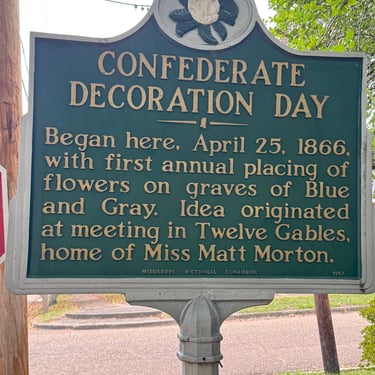 CONFEDERATE
DECORATION DAY
Began here, April 25, 1866,
with first annual placing of
flowers on graves of Blue
and Gray. Idea originated
at meeting in Twelve Gables,
home of Miss Matt Morton.
MISSISSIPPI HISTORICAL COMMISSION 1957